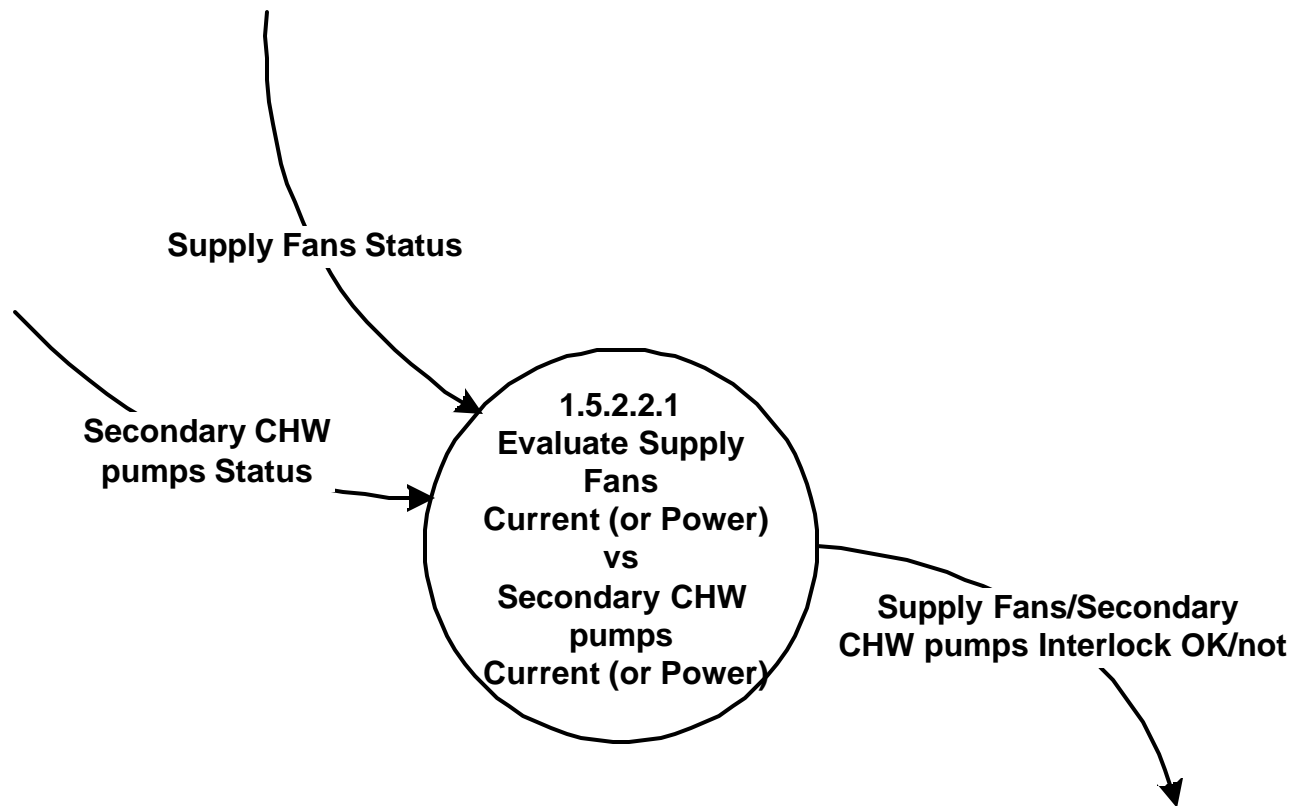 Supply Fans Status
Secondary CHW
pumps Status
1.5.2.2.1
Evaluate Supply
Fans
Current (or Power)
vs
Secondary CHW
pumps
Current (or Power)
Supply Fans/Secondary
CHW pumps Interlock OK/not